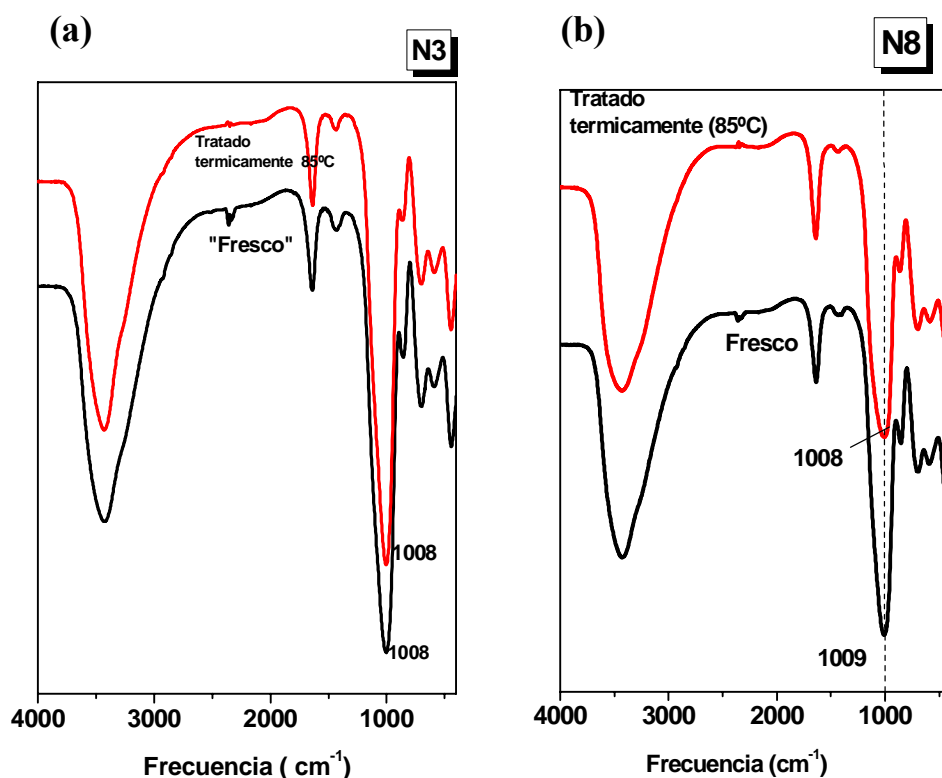 (a)
N3
Tratado
termicamente 85ºC
"Fresco"
1008
1008
4000 3000 2000 1000
Frecuencia ( cm-1)
(b)
N8
Tratado
termicamente (85ºC)
Fresco
1008
1009
4000 3000 2000 1000
Frecuencia (cm-1)